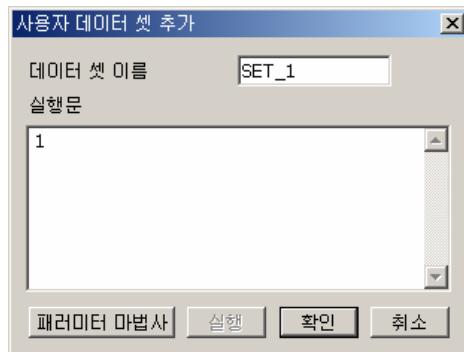 사용자 데이터 셋 추가
데이터 셋 이름 SET_1
실행문
1
패러미터 마법사 실행 확인 취소